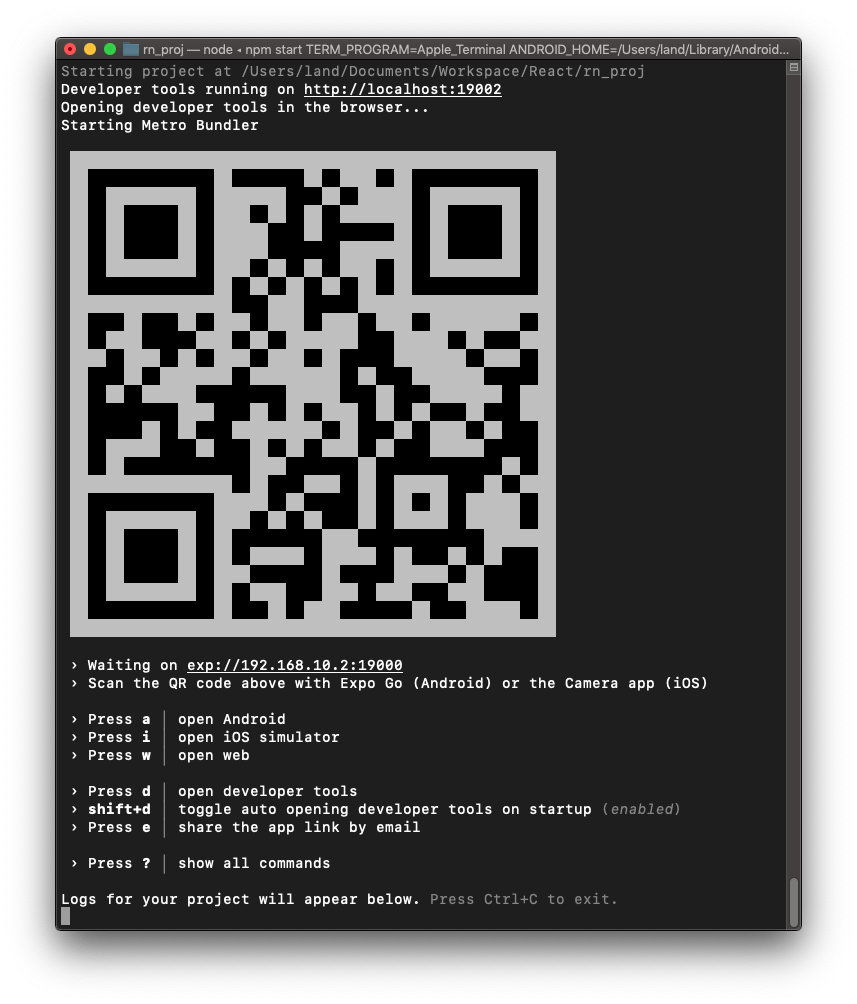 rn_proj — node ◂ npm start TERM_PROGRAM=Apple_Terminal ANDROID_HOME=/Users/land/Library/Android...
Starting project at /Users/land/Documents/Workspace/React/rn_proj
Developer tools running on http://localhost:19002
Opening developer tools in the browser...
Starting Metro Bundler
› Waiting on exp://192.168.10.2:19000
› Scan the QR code above with Expo Go (Android) or the Camera app (iOS)
› Press a │ open Android
› Press i │ open iOS simulator
› Press w │ open web
› Press d │ open developer tools
› shift+d │ toggle auto opening developer tools on startup (enabled)
› Press e │ share the app link by email
› Press ? │ show all commands
Logs for your project will appear below. Press Ctrl+C to exit.